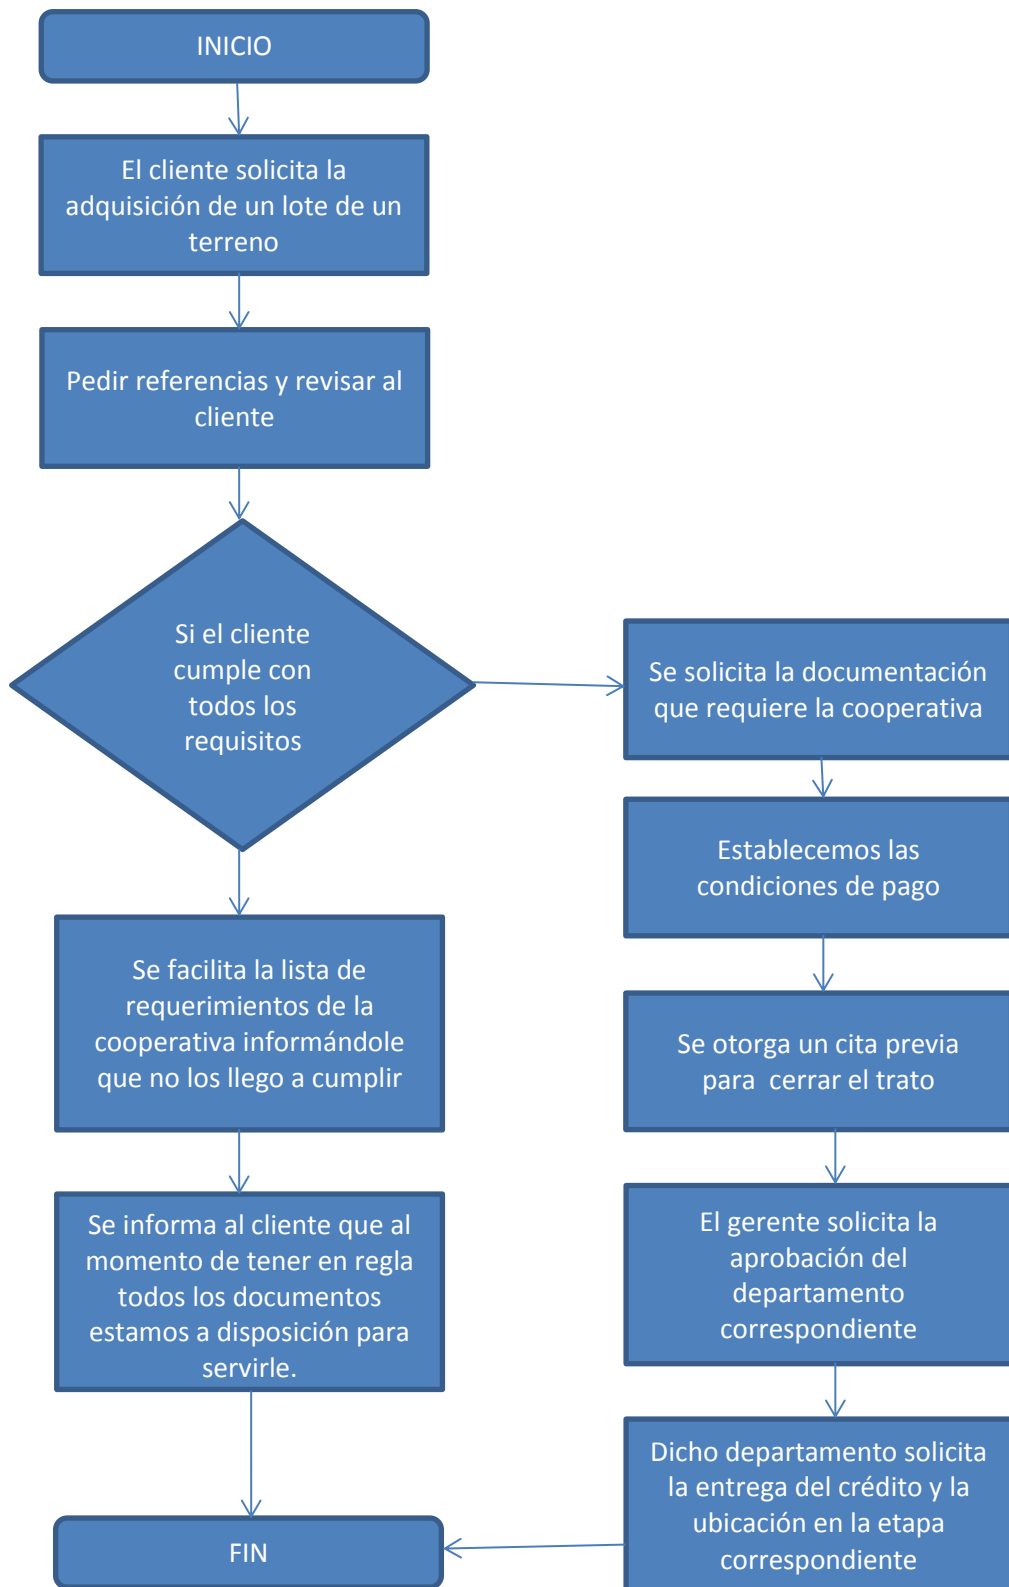 INICIO
El cliente solicita la
adquisición de un lote de un
terreno
Pedir referencias y revisar al
cliente
Si el cliente
cumple con
todos los
requisitos
Se solicita la documentación
que requiere la cooperativa
Establecemos las
condiciones de pago
Se otorga un cita previa
para cerrar el trato
El gerente solicita la
aprobación del
departamento
correspondiente
Dicho departamento solicita
la entrega del crédito y la
ubicación en la etapa
correspondiente
Se facilita la lista de
requerimientos de la
cooperativa informándole
que no los llego a cumplir
Se informa al cliente que al
momento de tener en regla
todos los documentos
estamos a disposición para
servirle.
FIN